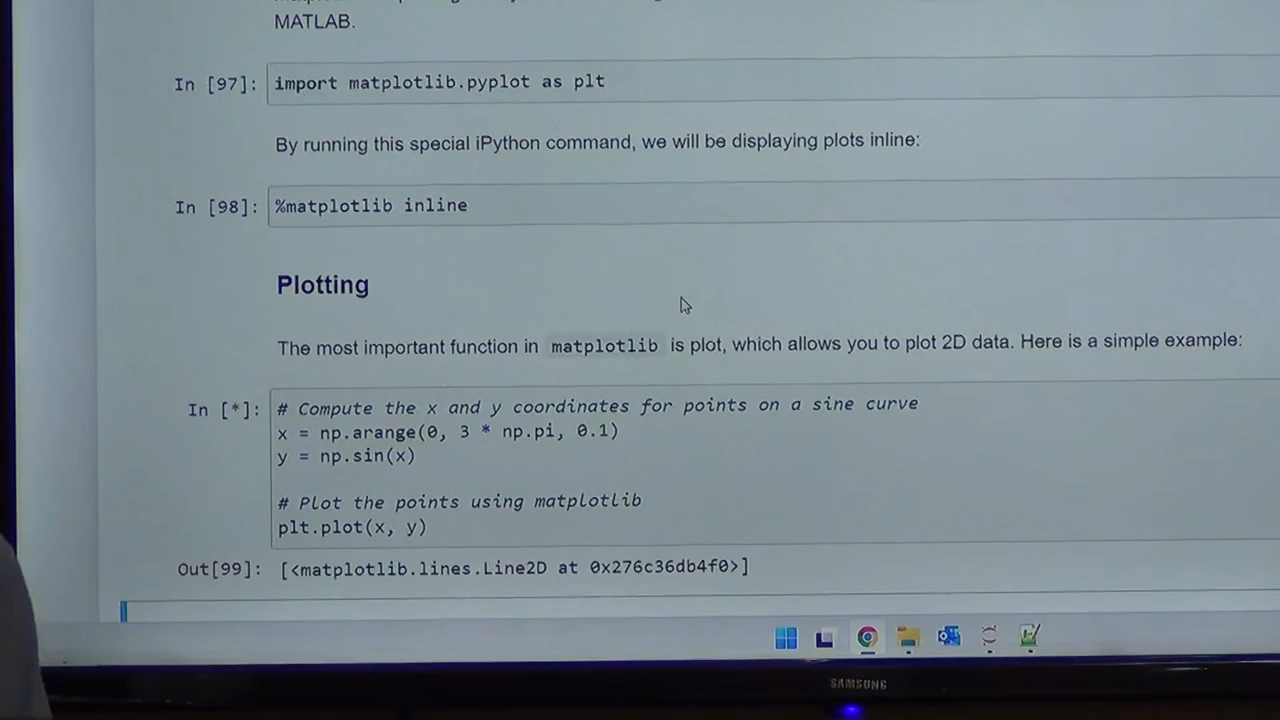 MATLAB.
In [97]: import matplotlib.pyplot as plt
By running this special iPython command, we will be displaying plots inline:
In [98]: %matplotlib inline
Plotting
The most important function in matplotlib is plot, which allows you to plot 2D data. Here is a simple example:
In [*]: # Compute the x and y coordinates for points on a sine curve
x = np.arange(0, 3 * np.pi, 0.1)
y = np.sin(x)
# Plot the points using matplotlib
plt.plot(x, y)
Out[99]: [<matplotlib.lines.Line2D at 0x276c36db4f0>]
SAMSUNG